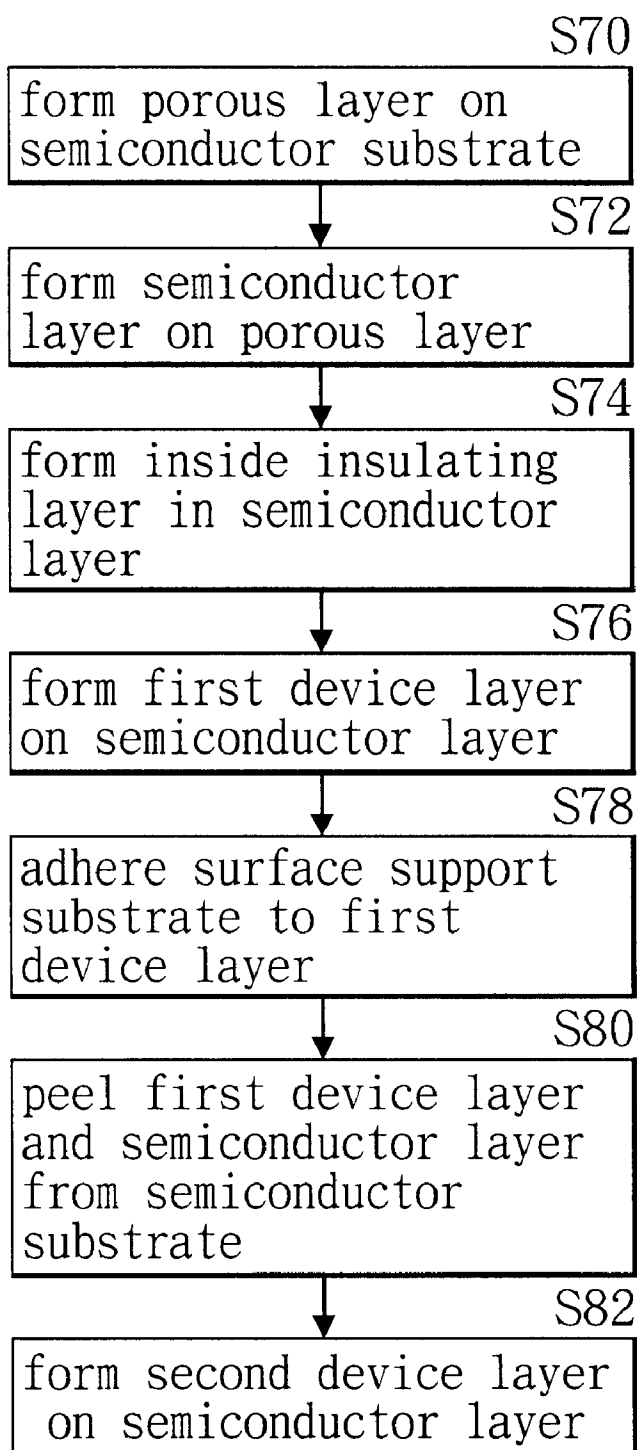 S70
form porous layer on
semiconductor substrate
S72
form semiconductor
layer on porous layer
S74
form inside insulating
layer in semiconductor
layer
S76
form first device layer
on semiconductor layer
S78
adhere surface support
substrate to first
device layer
S80
peel first device layer
and semiconductor layer
from semiconductor
substrate
S82
form second device layer
on semiconductor layer